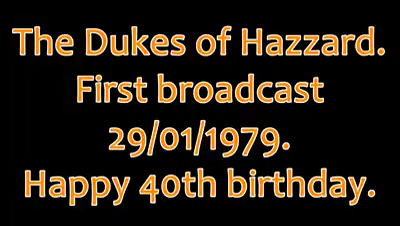 The Dukes of Hazzard.
First broadcast
29/01/1979.
Happy 40th birthday.